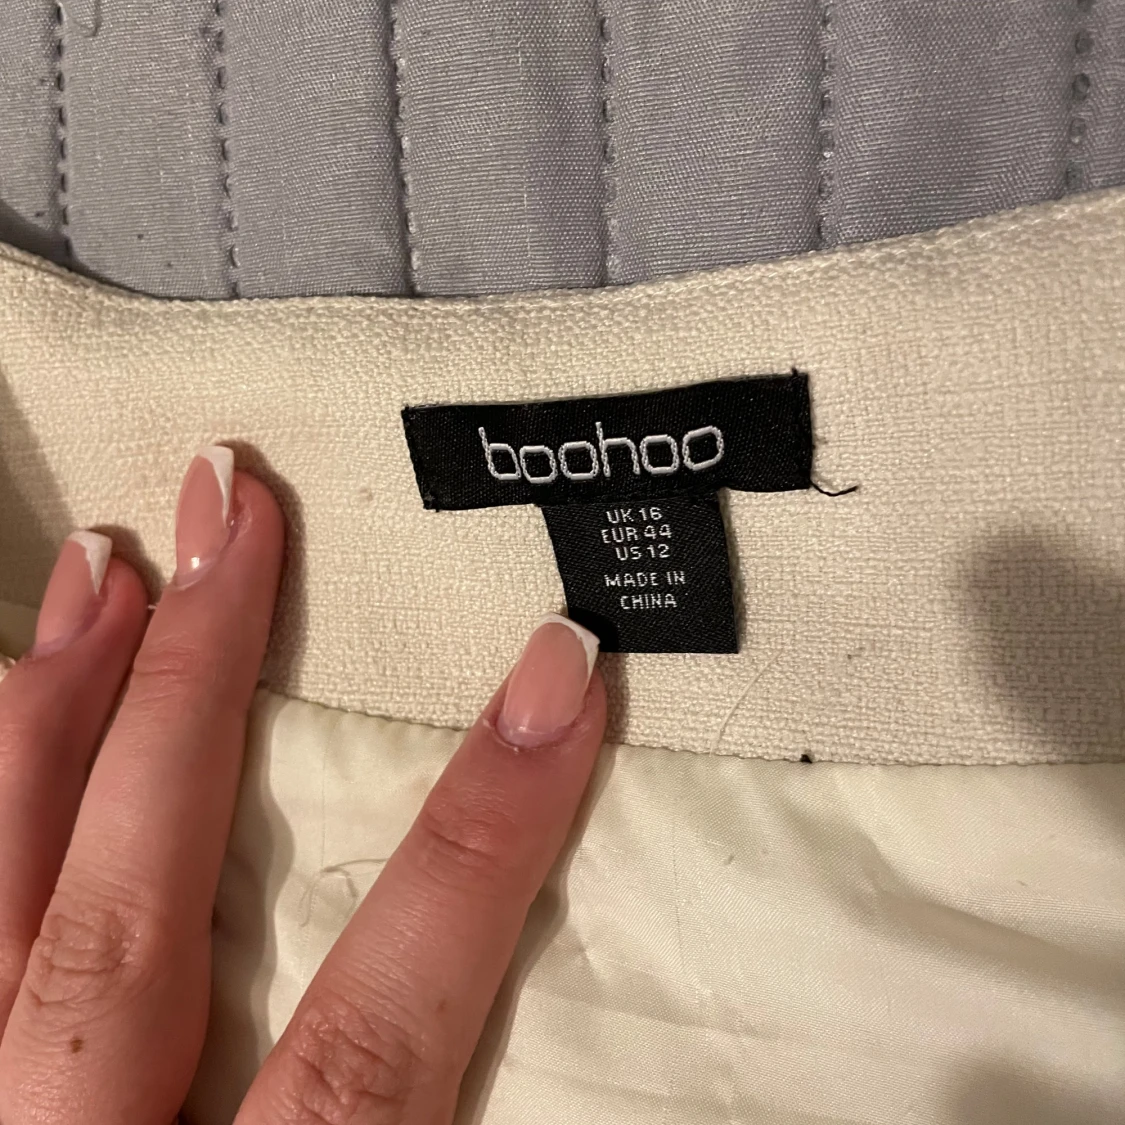 boohoo
UK 16
EUR 44
US 12
MADE IN
CHINA